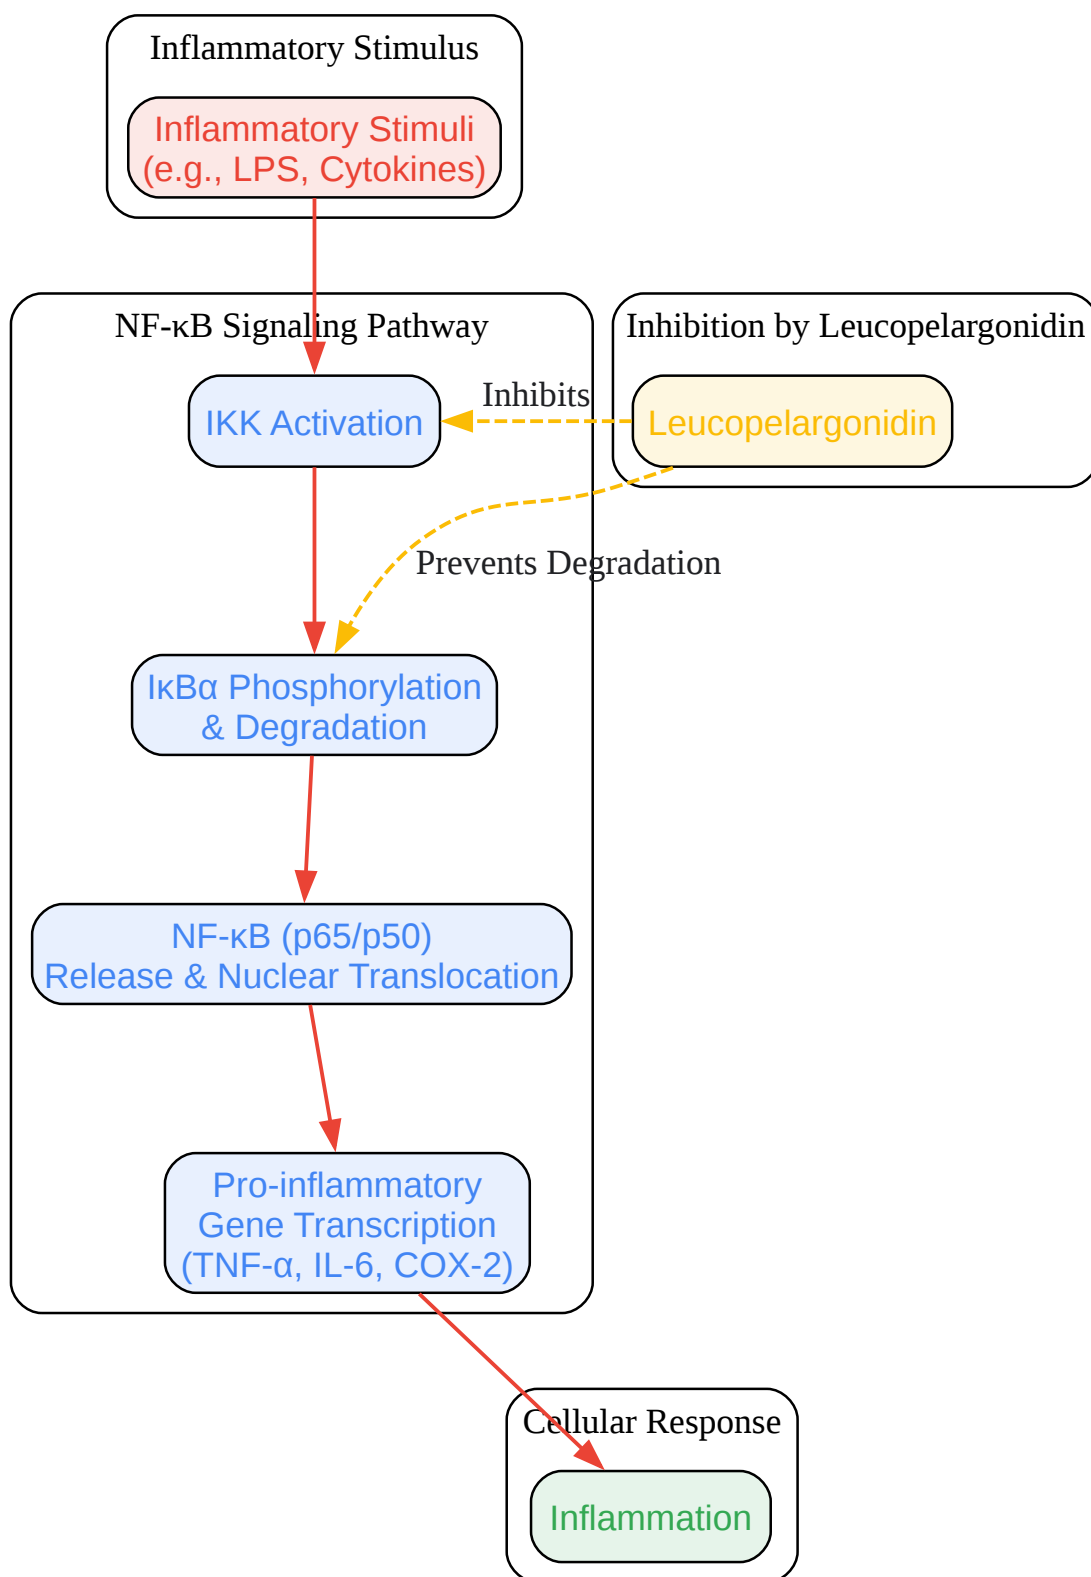 Inflammatory Stimulus
Inflammatory Stimuli
(e.g., LPS, Cytokines)
NF-κB Signaling Pathway
Inhibition by Leucopelargonidin
IKK Activation
Inhibits
Leucopelargonidin
Prevents Degradation
IκBα Phosphorylation
& Degradation
NF-κB (p65/p50)
Release & Nuclear Translocation
Pro-inflammatory
Gene Transcription
(TNF-α, IL-6, COX-2)
Cellular Response
Inflammation